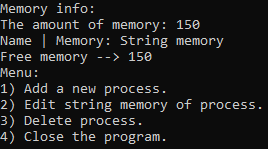 Memory info:
The amount of memory: 150
Name | Memory: String memory
Free memory --> 150
Menu:
1) Add a new process.
2) Edit string memory of process.
3) Delete process.
4) Close the program.